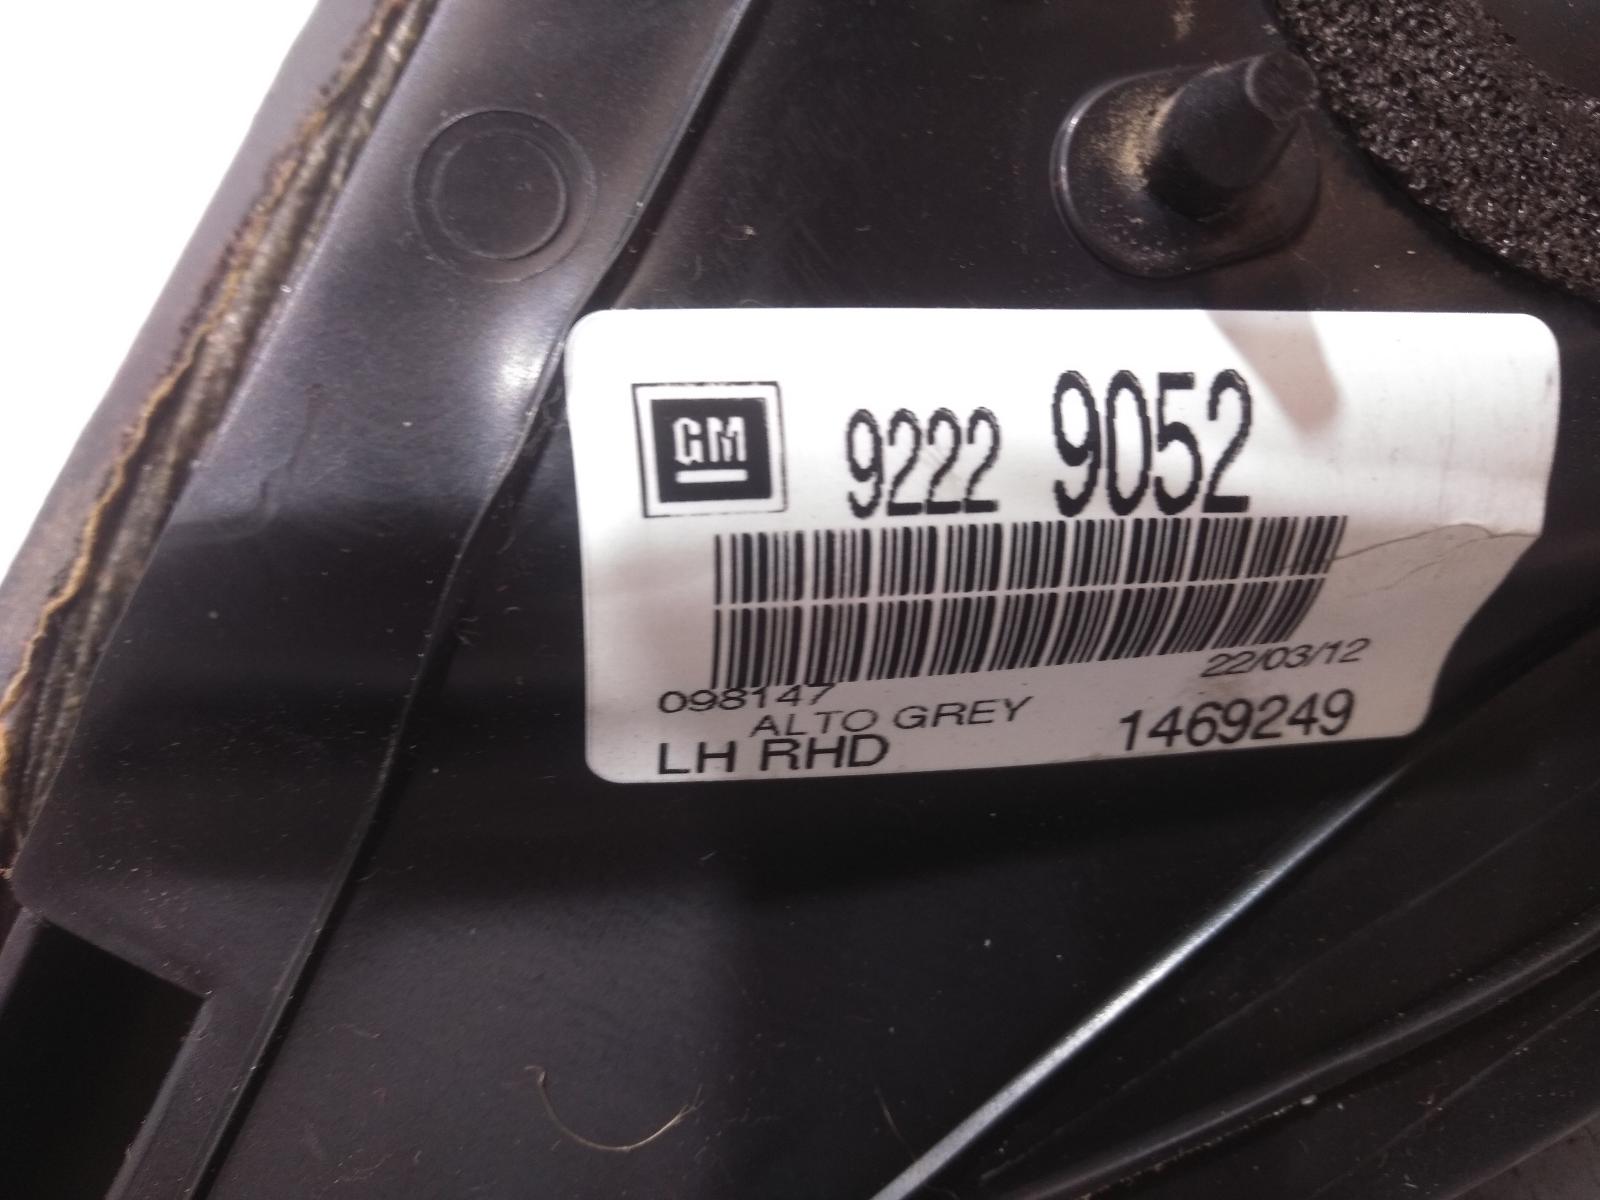 GM 9222 9052
098147 22/03/12
ALTO GREY
LH RHD 1469249